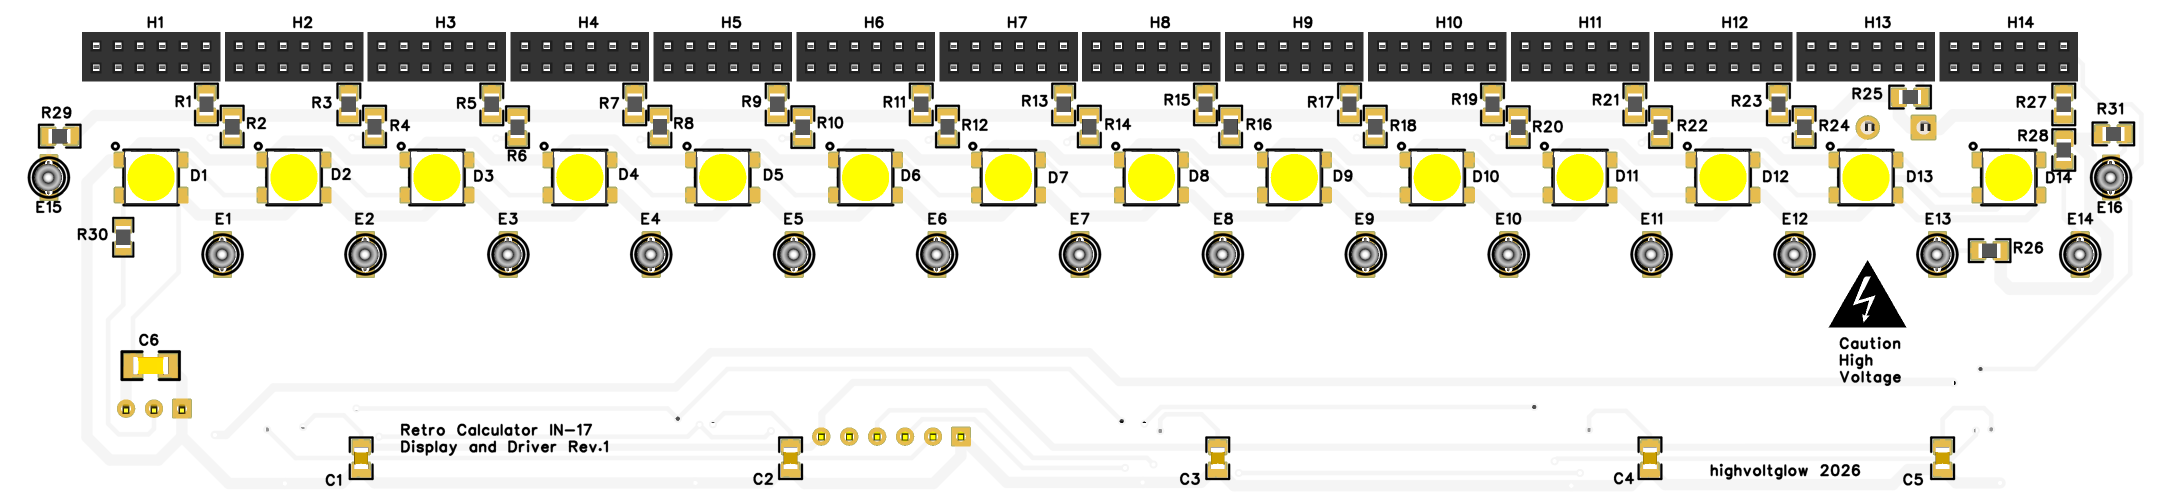 H1 H2 H3 H4 H5 H6 H7 H8 H9 H10 H11 H12 H13 H14
R1 R3 R5 R7 R9 R11 R13 R15 R17 R19 R21 R23 R25 R27
R29 R2 R4 R6 R8 R10 R12 R14 R16 R18 R20 R22 R24 R28 R31
D1 D2 D3 D4 D5 D6 D7 D8 D9 D10 D11 D12 D13 D14
E15 E16
E1 E2 E3 E4 E5 E6 E7 E8 E9 E10 E11 E12 E13 E14
R30 R26
C6
Caution
High
Voltage
Retro Calculator IN-17
Display and Driver Rev.1
highvoltglow 2026
C1 C2 C3 C4 C5